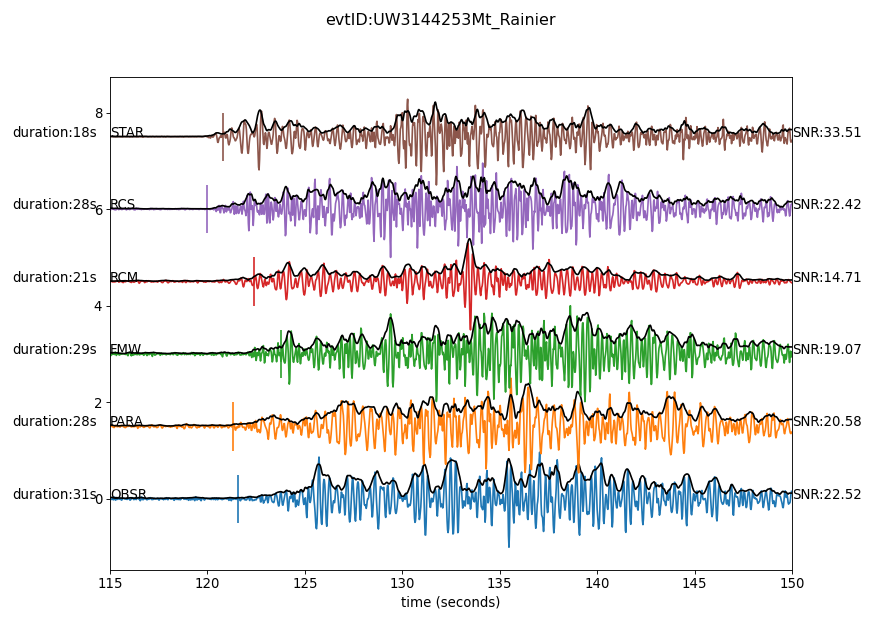 evtID:UW3144253Mt_Rainier
8
duration:18s STAR SNR:33.51
duration:28s RCS SNR:22.42
6
duration:21s RCM SNR:14.71
4
duration:29s FMW SNR:19.07
2
duration:28s PARA SNR:20.58
duration:31s OBSR SNR:22.52
0
115 120 125 130 135 140 145 150
time (seconds)